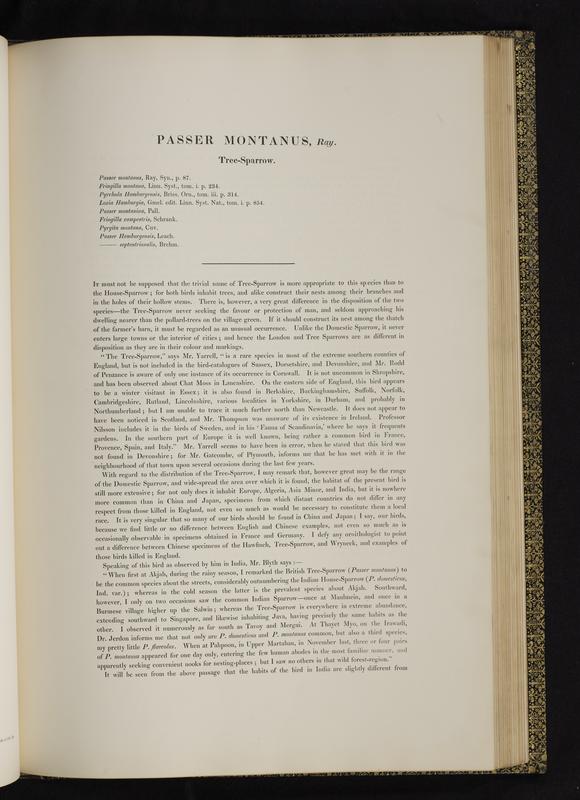 PASSER MONTANUS, Ray.
Tree-Sparrow.
Passer montanus, Ray, Syn., p. 87.
Fringilla montana, Linn. Syst., tom. i. p. 234.
Pyrrhula Hamburgensis, Briss. Orn., tom. iii. p. 314.
Loxia Hamburgia, Gmel. edit. Linn. Syst. Nat., tom. i. p. 854.
Passer montanina, Pall.
Fringilla campestris, Schrank.
Pyrgita montana, Cuv.
Passer Hamburgensis, Leach.
—— septentrionalis, Brehm.
It must not be supposed that the trivial name of Tree-Sparrow is more appropriate to this species than to
the House-Sparrow; for both birds inhabit trees, and alike construct their nests among their branches and
in the holes of their hollow stems. There is, however, a very great difference in the disposition of the two
species—the Tree-Sparrow never seeking the favour or protection of man, and seldom approaching his
dwelling nearer than the pollard-trees on the village green. If it should construct its nest among the thatch
of the farmer's barn, it must be regarded as an unusual occurrence. Unlike the Domestic Sparrow, it never
enters large towns or the interior of cities; and hence the London and Tree Sparrows are as different in
disposition as they are in their colour and markings.
"The Tree-Sparrow," says Mr. Yarrell, "is a rare species in most of the extreme southern counties of
England, but is not included in the bird-catalogues of Sussex, Dorsetshire, and Devonshire, and Mr. Rodd
of Penzance is aware of only one instance of its occurrence in Cornwall. It is not uncommon in Shropshire,
and has been observed about Chat Moss in Lancashire. On the eastern side of England, this bird appears
to be a winter visitant in Essex; it is also found in Berkshire, Buckinghamshire, Suffolk, Norfolk,
Cambridgeshire, Rutland, Lincolnshire, various localities in Yorkshire, in Durham, and probably in
Northumberland; but I am unable to trace it much further north than Newcastle. It does not appear to
have been noticed in Scotland, and Mr. Thompson was unaware of its existence in Ireland. Professor
Nilsson includes it in the birds of Sweden, and in his 'Fauna of Scandinavia,' where he says it frequents
gardens. In the southern part of Europe it is well known, being rather a common bird in France,
Provence, Spain, and Italy." Mr. Yarrell seems to have been in error, when he stated that this bird was
not found in Devonshire; for Mr. Gatcombe, of Plymouth, informs me that he has met with it in the
neighbourhood of that town upon several occasions during the last few years.
With regard to the distribution of the Tree-Sparrow, I may remark that, however great may be the range
of the Domestic Sparrow, and wide-spread the area over which it is found, the habitat of the present bird is
still more extensive; for not only does it inhabit Europe, Algeria, Asia Minor, and India, but it is nowhere
more common than in China and Japan, specimens from which distant countries do not differ in any
respect from those killed in England, not even so much as would be necessary to constitute them a local
race. It is very singular that so many of our birds should be found in China and Japan; I say, our birds,
because we find little or no difference between English and Chinese examples, not even so much as is
occasionally observable in specimens obtained in France and Germany. I defy any ornithologist to point
out a difference between Chinese specimens of the Hawfinch, Tree-Sparrow, and Wryneck, and examples of
those birds killed in England.
Speaking of this bird as observed by him in India, Mr. Blyth says:—
"When first at Akjab, during the rainy season, I remarked the British Tree-Sparrow (Passer montanus) to
be the common species about the streets, considerably outnumbering the Indian House-Sparrow (P. domesticus,
Ind. var.); whereas in the cold season the latter is the prevalent species about Akjab. Southward,
however, I only on two occasions saw the common Indian Sparrow—once at Maulmein, and once in a
Burmese village higher up the Salwin; whereas the Tree-Sparrow is everywhere in extreme abundance,
extending southward to Singapore, and likewise inhabiting Java, having precisely the same habits as the
other. I observed it numerously as far south as Tavoy and Mergui. At Thayet Myo, on the Irawadi,
Dr. Jerdon informs me that not only are P. domesticus and P. montanus common, but also a third species,
my pretty little P. flaveolus. When at Pahpoon, in Upper Martaban, in November last, three or four pairs
of P. montanus appeared for one day only, entering the few human abodes in the most familiar manner, and
apparently seeking convenient nooks for nesting-places; but I saw no others in that wild forest-region."
It will be seen from the above passage that the habits of the bird in India are slightly different from